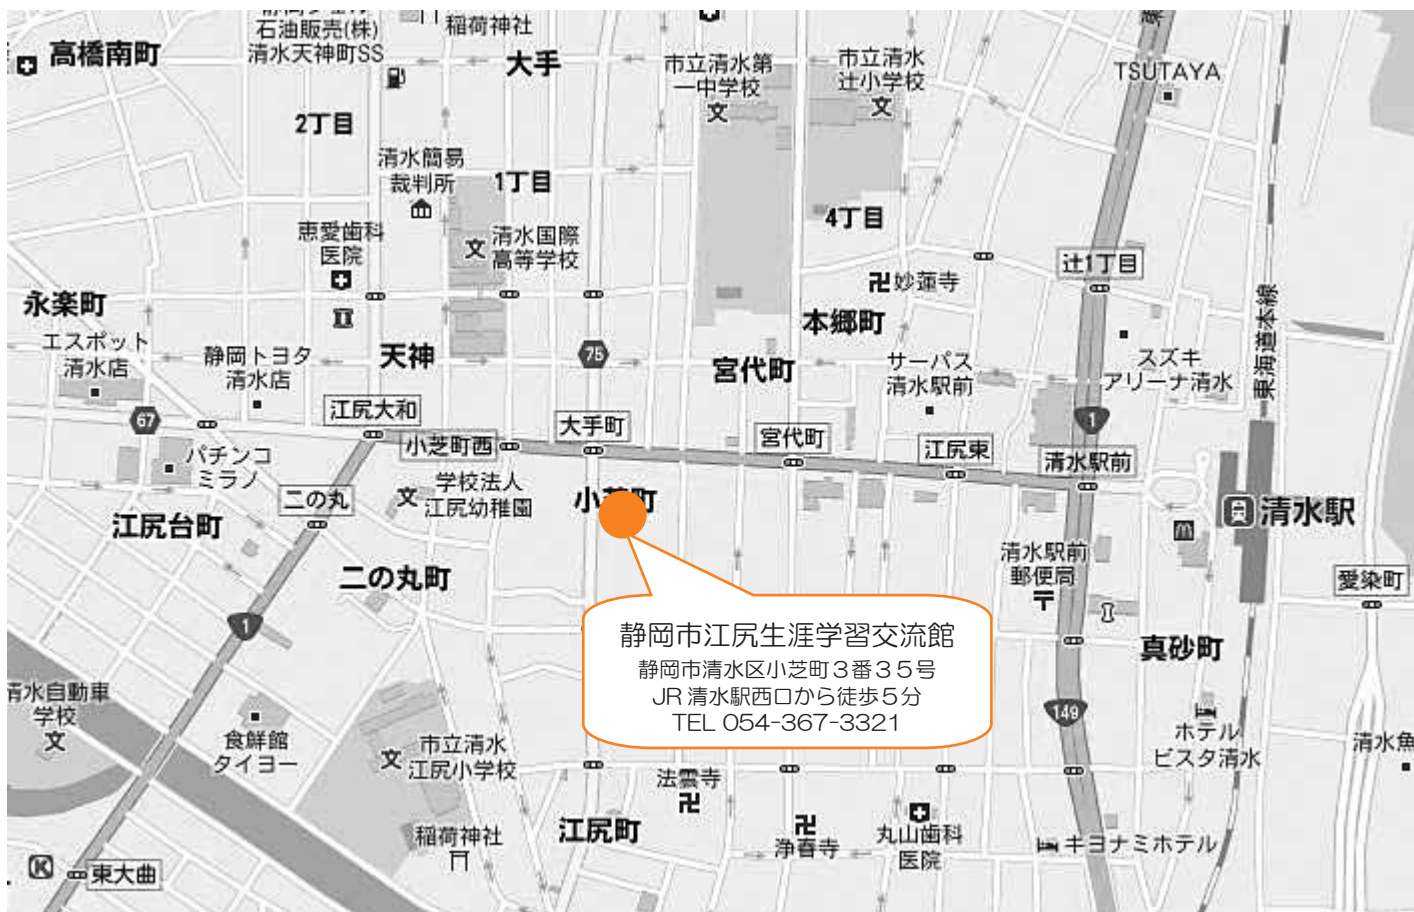 石油販売(株)
清水天神町SS
稲荷神社
高橋南町
大手
市立清水第
一中学校
市立清水
辻小学校
TSUTAYA
2丁目
清水簡易
裁判所
1丁目
4丁目
恵愛歯科
医院
清水国際
高等学校
辻1丁目
妙蓮寺
永楽町
本郷町
東海道本線
エスポット
清水店
静岡トヨタ
清水店
天神
75
宮代町
サーパス
清水駅前
スズキ
アリーナ清水
67
江尻大和
小芝町西
大手町
宮代町
江尻東
1
清水駅前
パチンコ
ミラノ
二の丸
学校法人
江尻幼稚園
小芝町
清水駅
江尻台町
二の丸町
清水駅前
郵便局
愛染町
1
静岡市江尻生涯学習交流館
静岡市清水区小芝町３番３５号
JR 清水駅西口から徒歩５分
TEL 054-367-3321
真砂町
清水自動車
学校
149
食鮮館
タイヨー
市立清水
江尻小学校
ホテル
ビスタ清水
清水魚
法雲寺
稲荷神社
江尻町
浄春寺
丸山歯科
医院
キヨナミホテル
K
東大曲